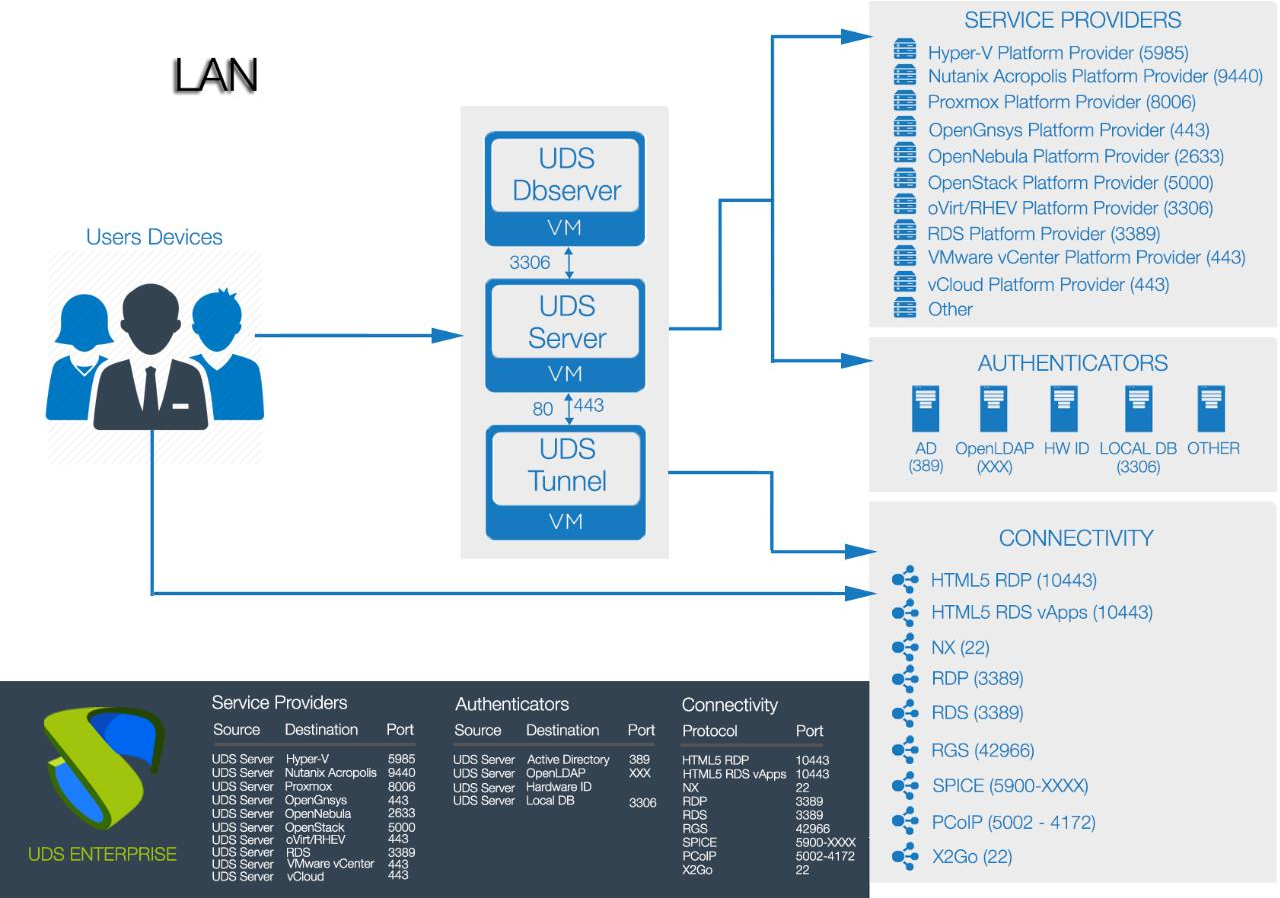 LAN
Users Devices
UDS
Dbserver
VM
3306
UDS
Server
VM
80 443
UDS
Tunnel
VM
SERVICE PROVIDERS
Hyper-V Platform Provider (5985)
Nutanix Acropolis Platform Provider (9440)
Proxmox Platform Provider (8006)
OpenGnsys Platform Provider (443)
OpenNebula Platform Provider (2633)
OpenStack Platform Provider (5000)
oVirt/RHEV Platform Provider (3306)
RDS Platform Provider (3389)
VMware vCenter Platform Provider (443)
vCloud Platform Provider (443)
Other
AUTHENTICATORS
AD OpenLDAP HW ID LOCAL DB OTHER
(389) (XXX) (3306)
CONNECTIVITY
HTML5 RDP (10443)
HTML5 RDS vApps (10443)
NX (22)
RDP (3389)
RDS (3389)
RGS (42966)
SPICE (5900-XXXX)
PCoIP (5002 - 4172)
X2Go (22)
UDS ENTERPRISE
Service Providers
Source Destination Port
UDS Server Hyper-V 5985
UDS Server Nutanix Acropolis 9440
UDS Server Proxmox 8006
UDS Server OpenGnsys 443
UDS Server OpenNebula 2633
UDS Server OpenStack 5000
UDS Server oVirt/RHEV 443
UDS Server RDS 3389
UDS Server VMware vCenter 443
UDS Server vCloud 443
Authenticators
Source Destination Port
UDS Server Active Directory 389
UDS Server OpenLDAP XXX
UDS Server Hardware ID
UDS Server Local DB 3306
Connectivity
Protocol Port
HTML5 RDP 10443
HTML5 RDS vApps 10443
NX 22
RDP 3389
RDS 3389
RGS 42966
SPICE 5900-XXXX
PCoIP 5002-4172
X2Go 22